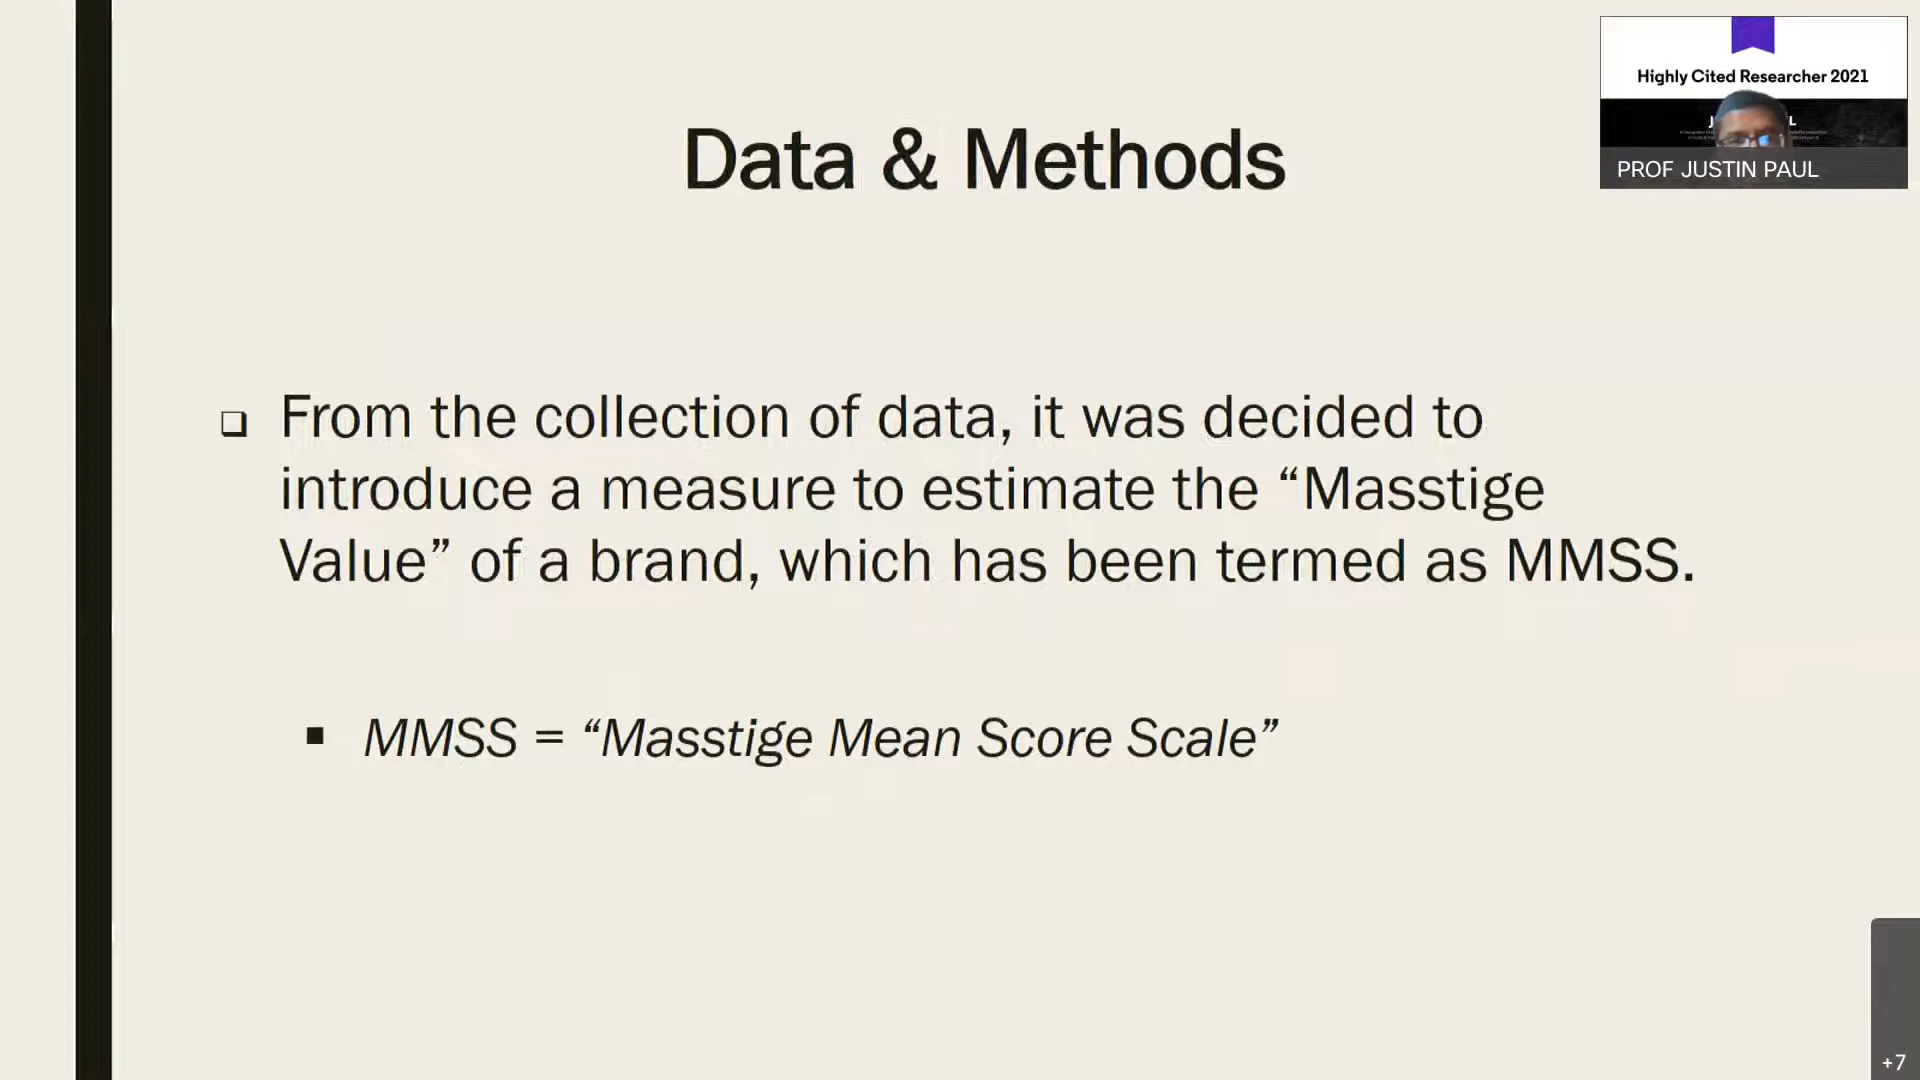 Data & Methods
Highly Cited Researcher 2021
PROF JUSTIN PAUL
❑ From the collection of data, it was decided to
introduce a measure to estimate the “Masstige
Value” of a brand, which has been termed as MMSS.
▪ MMSS = “Masstige Mean Score Scale”
+7